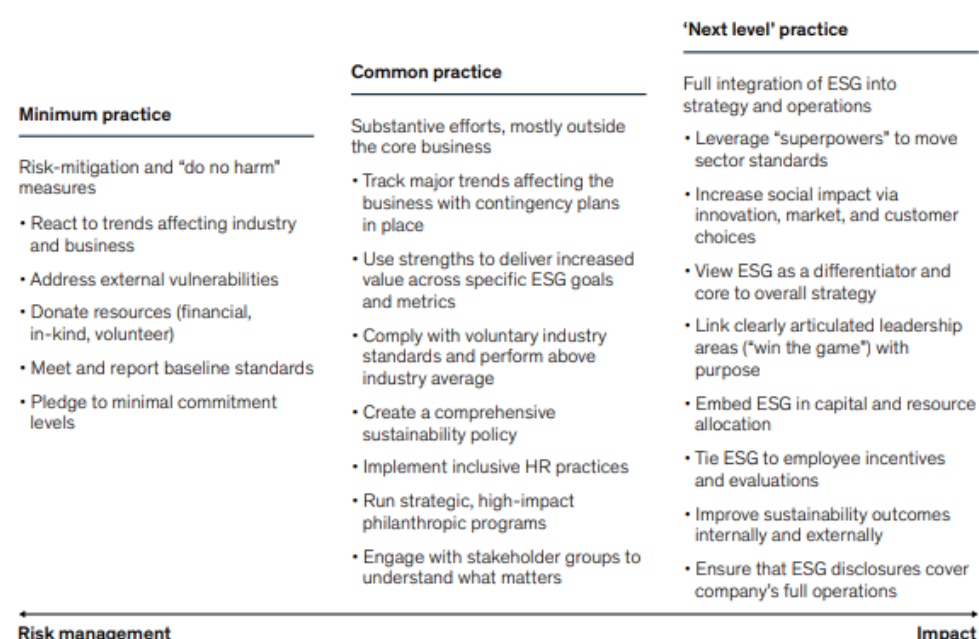 Minimum practice
Risk-mitigation and "do no harm"
measures
• React to trends affecting industry
and business
• Address external vulnerabilities
• Donate resources (financial,
in-kind, volunteer)
• Meet and report baseline standards
• Pledge to minimal commitment
levels
Common practice
Substantive efforts, mostly outside
the core business
• Track major trends affecting the
business with contingency plans
in place
• Use strengths to deliver increased
value across specific ESG goals
and metrics
• Comply with voluntary industry
standards and perform above
industry average
• Create a comprehensive
sustainability policy
• Implement inclusive HR practices
• Run strategic, high-impact
philanthropic programs
• Engage with stakeholder groups to
understand what matters
‘Next level’ practice
Full integration of ESG into
strategy and operations
• Leverage “superpowers” to move
sector standards
• Increase social impact via
innovation, market, and customer
choices
• View ESG as a differentiator and
core to overall strategy
• Link clearly articulated leadership
areas (“win the game”) with
purpose
• Embed ESG in capital and resource
allocation
• Tie ESG to employee incentives
and evaluations
• Improve sustainability outcomes
internally and externally
• Ensure that ESG disclosures cover
company's full operations
Risk management
Impact